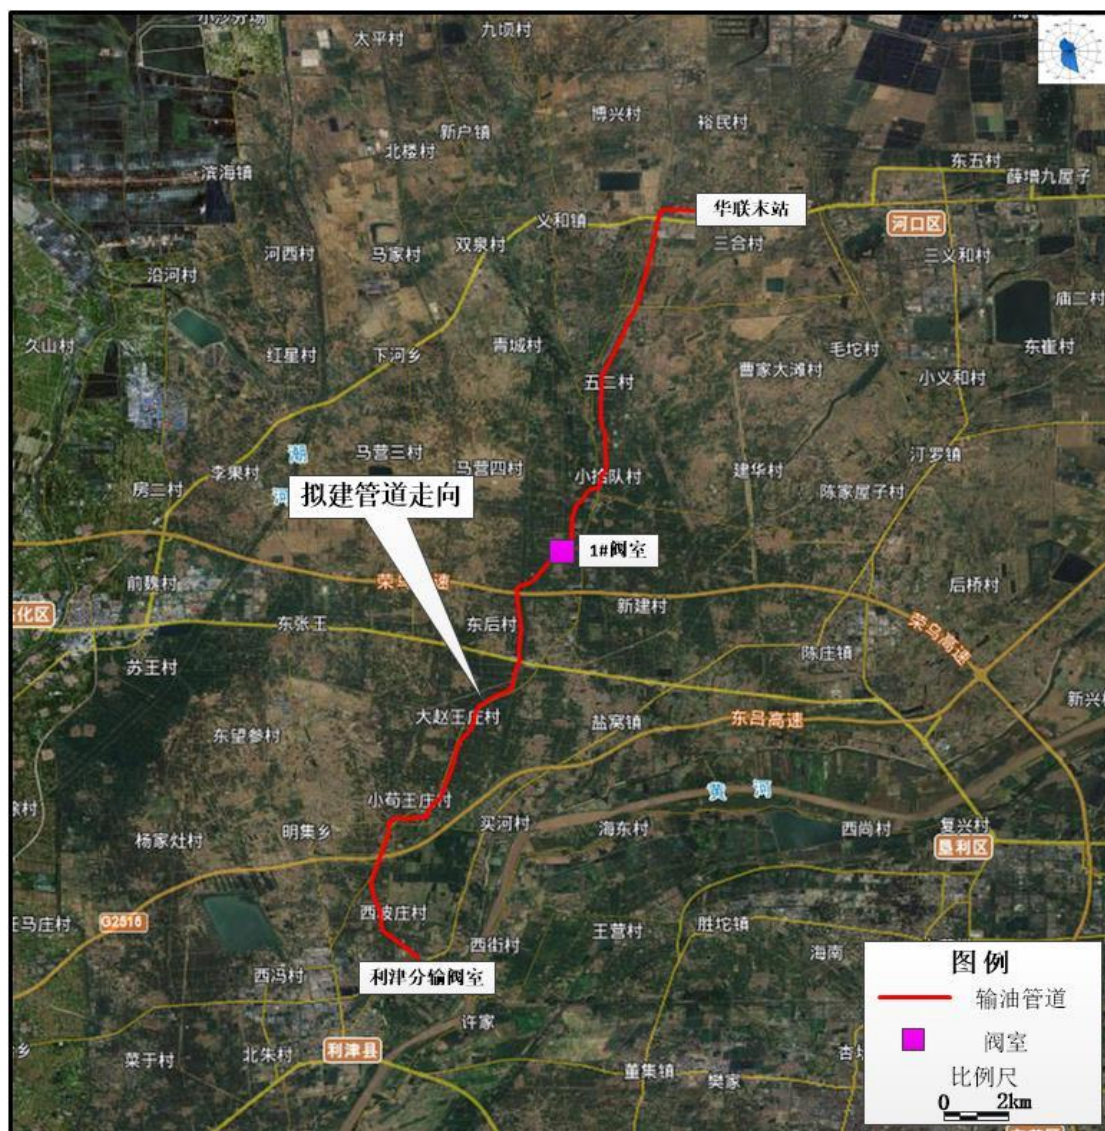 太平村
九顷村
博兴村
裕民村
新户镇
北楼村
滨海镇
东五村
薛增九屋子
华联末站
义和镇
河口区
双泉村
三合村
河西村
马家村
三义和村
沿河村
庙二村
久山村
红星村
下河乡
青城村
毛坨村
东崔村
五二村
曹家大滩村
小义和村
潮
河
马营三村
马营四村
李果村
小拾队村
建华村
汀罗镇
房二村
陈家屋子村
拟建管道走向
1#阀室
前魏村
荣乌高速
后桥村
化区
新建村
东张王
东后村
荣乌高速
苏王村
陈庄镇
大赵王庄村
盐窝镇
东吕高速
东望参村
黄河
小荀王庄村
明集乡
买河村
海东村
西尚村
复兴村
杨家灶村
垦利区
G2516
马庄村
西坡庄村
西街村
王营村
胜坨镇
海南
西冯村
利津分输阀室
许家
菜于村
北朱村
利津县
董集镇
樊家
图例
输油管道
阀室
比例尺
0 2km